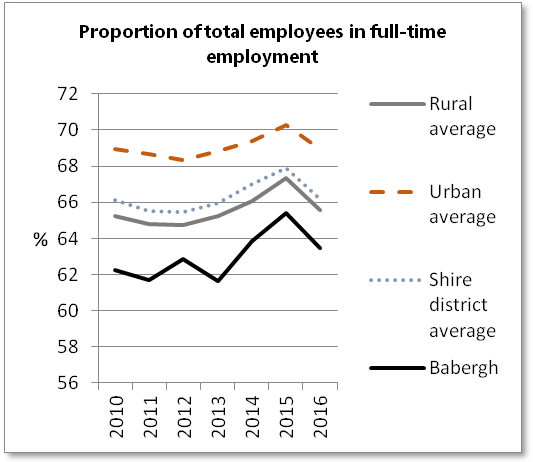 Proportion of total employees in full-time
employment
72
70
68
66
64
62
60
58
56
%
2010
2011
2012
2013
2014
2015
2016
Rural
average
Urban
average
Shire
district
average
Babergh